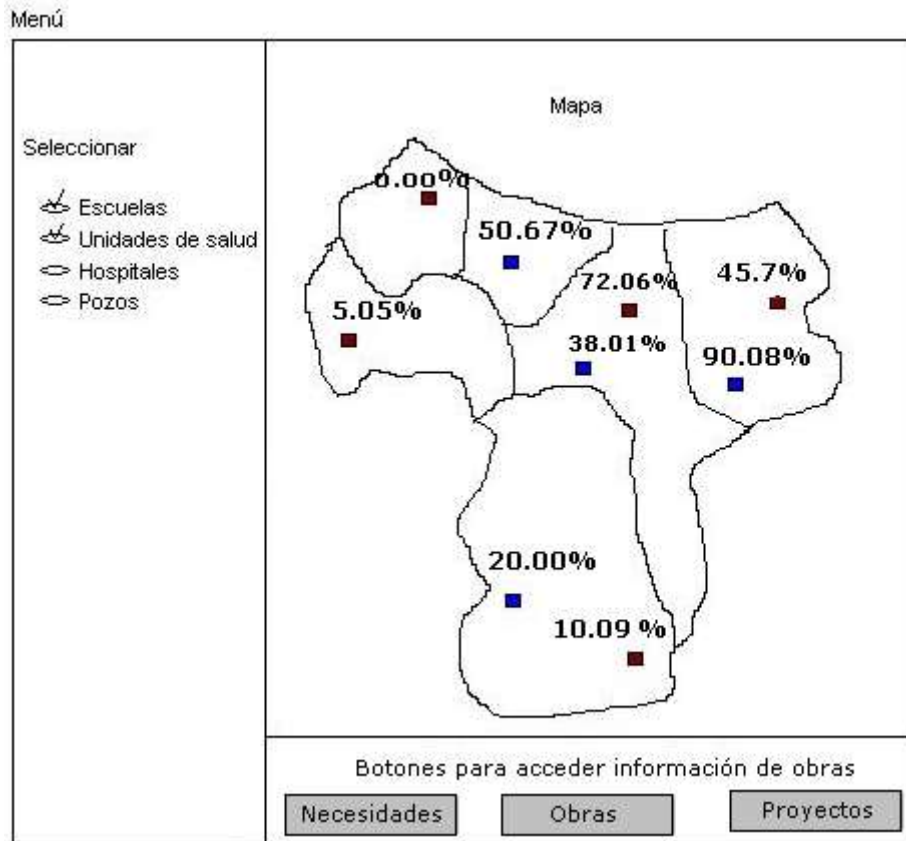 Menú
Mapa
Seleccionar
Escuelas
Unidades de salud
Hospitales
Pozos
0.00%
50.67%
72.06%
45.7%
5.05%
38.01%
90.08%
20.00%
10.09 %
Botones para acceder información de obras
Necesidades
Obras
Proyectos